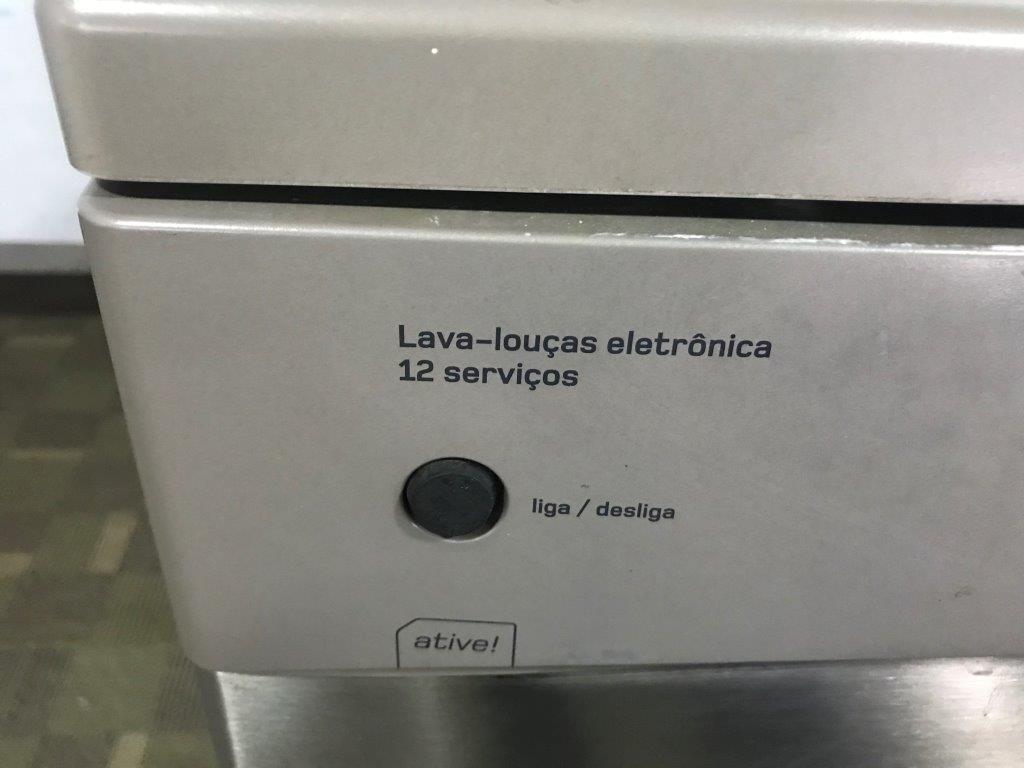 Lava-louças eletrônica
12 serviços
liga / desliga
ative!